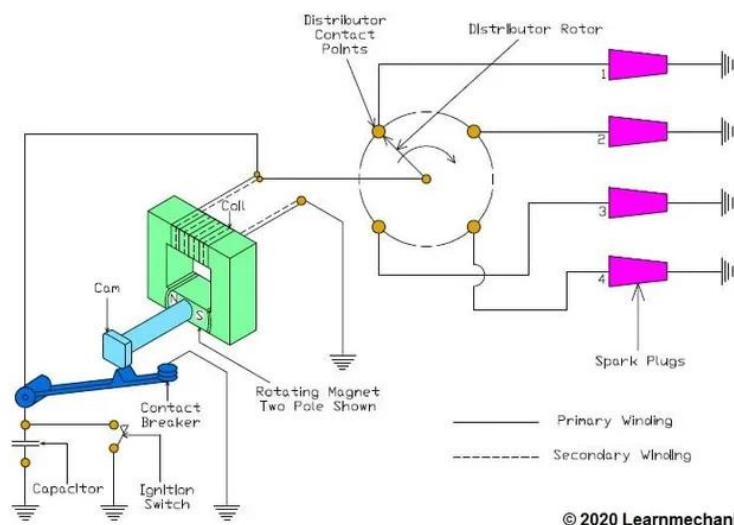 Distributor
Contact
Points
Distributor Rotor
1
2
3
4
Coil
Cam
N
S
Spark Plugs
Rotating Magnet
Two Pole Shown
Contact
Breaker
Primary Winding
Secondary Winding
Capacitor
Ignition
Switch
© 2020 Learnmechani